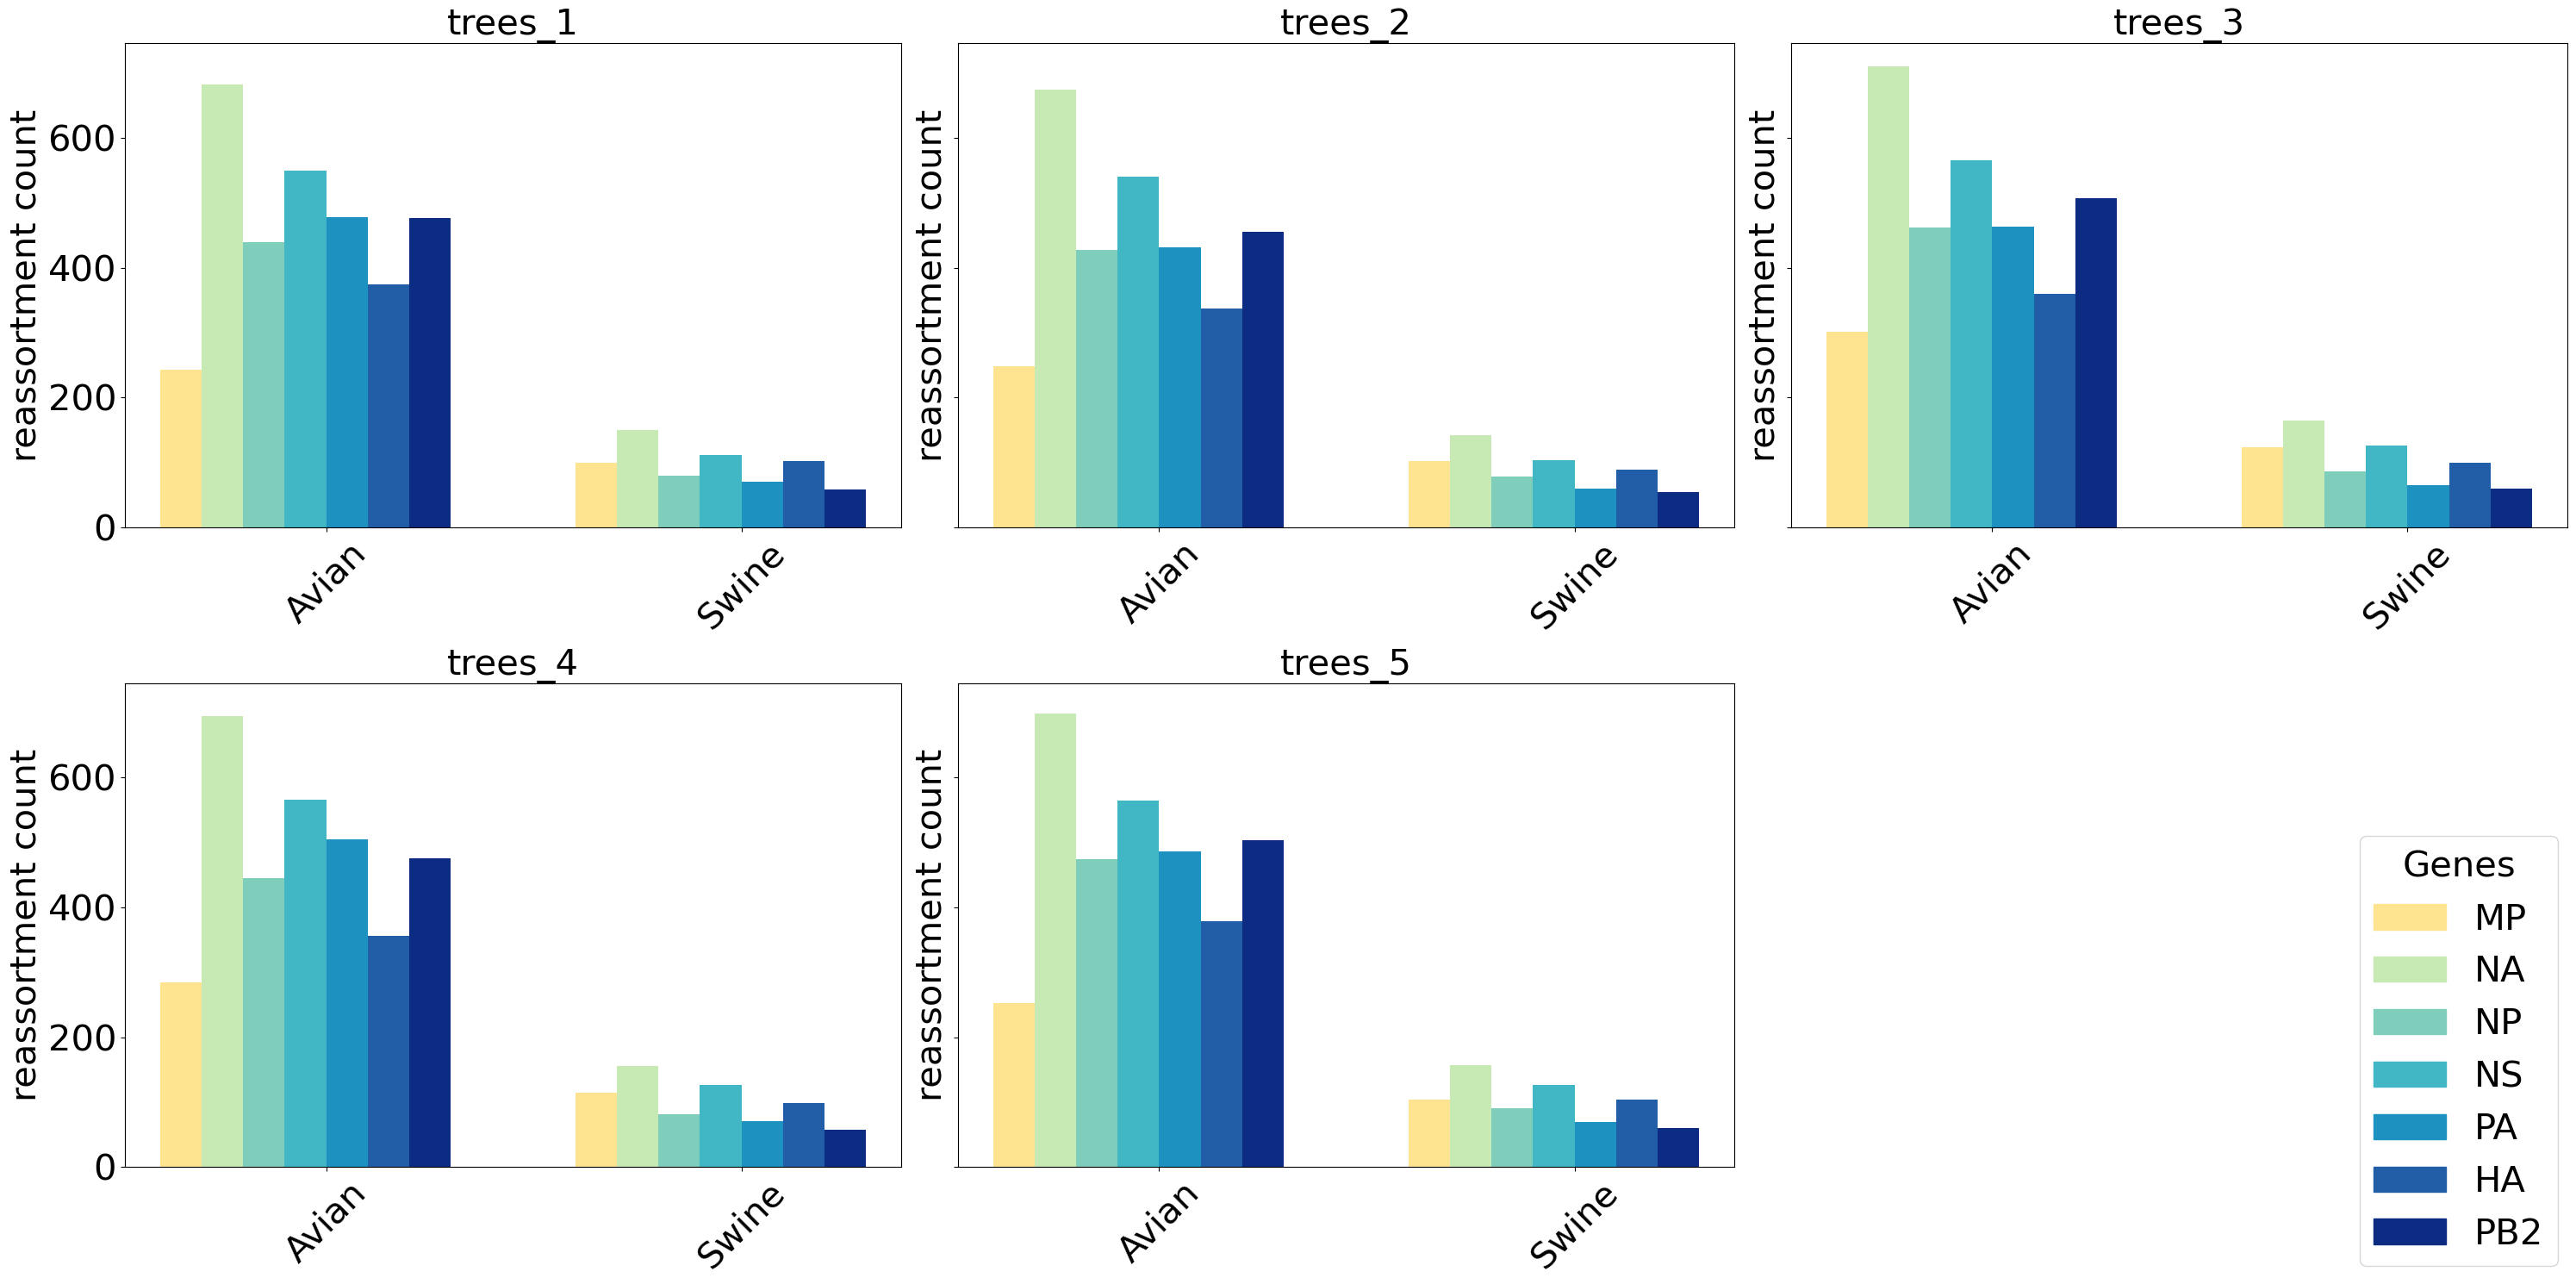 trees_1
reassortment count
600
400
200
0
Avian
Swine
trees_2
reassortment count
Avian
Swine
trees_3
reassortment count
Avian
Swine
trees_4
reassortment count
600
400
200
0
Avian
Swine
trees_5
reassortment count
Avian
Swine
Genes
MP
NA
NP
NS
PA
HA
PB2